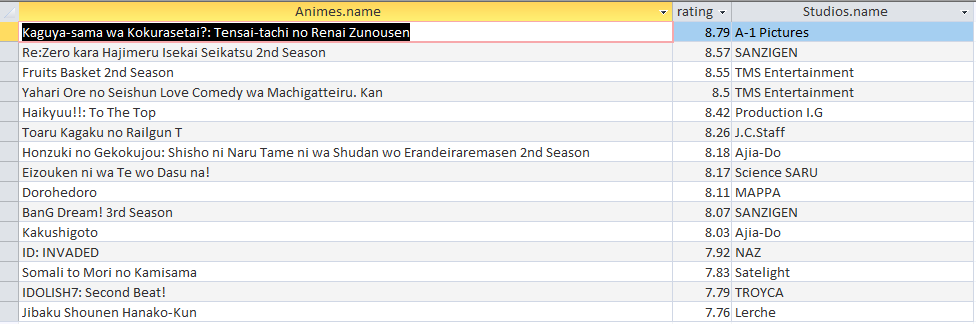 Animes.name rating Studios.name
Kaguya-sama wa Kokurasetai?: Tensai-tachi no Renai Zunousen 8.79 A-1 Pictures
Re:Zero kara Hajimeru Isekai Seikatsu 2nd Season 8.57 SANZIGEN
Fruits Basket 2nd Season 8.55 TMS Entertainment
Yahari Ore no Seishun Love Comedy wa Machigatteiru. Kan 8.5 TMS Entertainment
Haikyuu!!: To The Top 8.42 Production I.G
Toaru Kagaku no Railgun T 8.26 J.C.Staff
Honzuki no Gekokujou: Shisho ni Naru Tame ni wa Shudan wo Erandeiraremasen 2nd Season 8.18 Ajia-Do
Eizouken ni wa Te wo Dasu na! 8.17 Science SARU
Dorohedoro 8.11 MAPPA
BanG Dream! 3rd Season 8.07 SANZIGEN
Kakushigoto 8.03 Ajia-Do
ID: INVADED 7.92 NAZ
Somali to Mori no Kamisama 7.83 Satelight
IDOLISH7: Second Beat! 7.79 TROYCA
Jibaku Shounen Hanako-Kun 7.76 Lerche